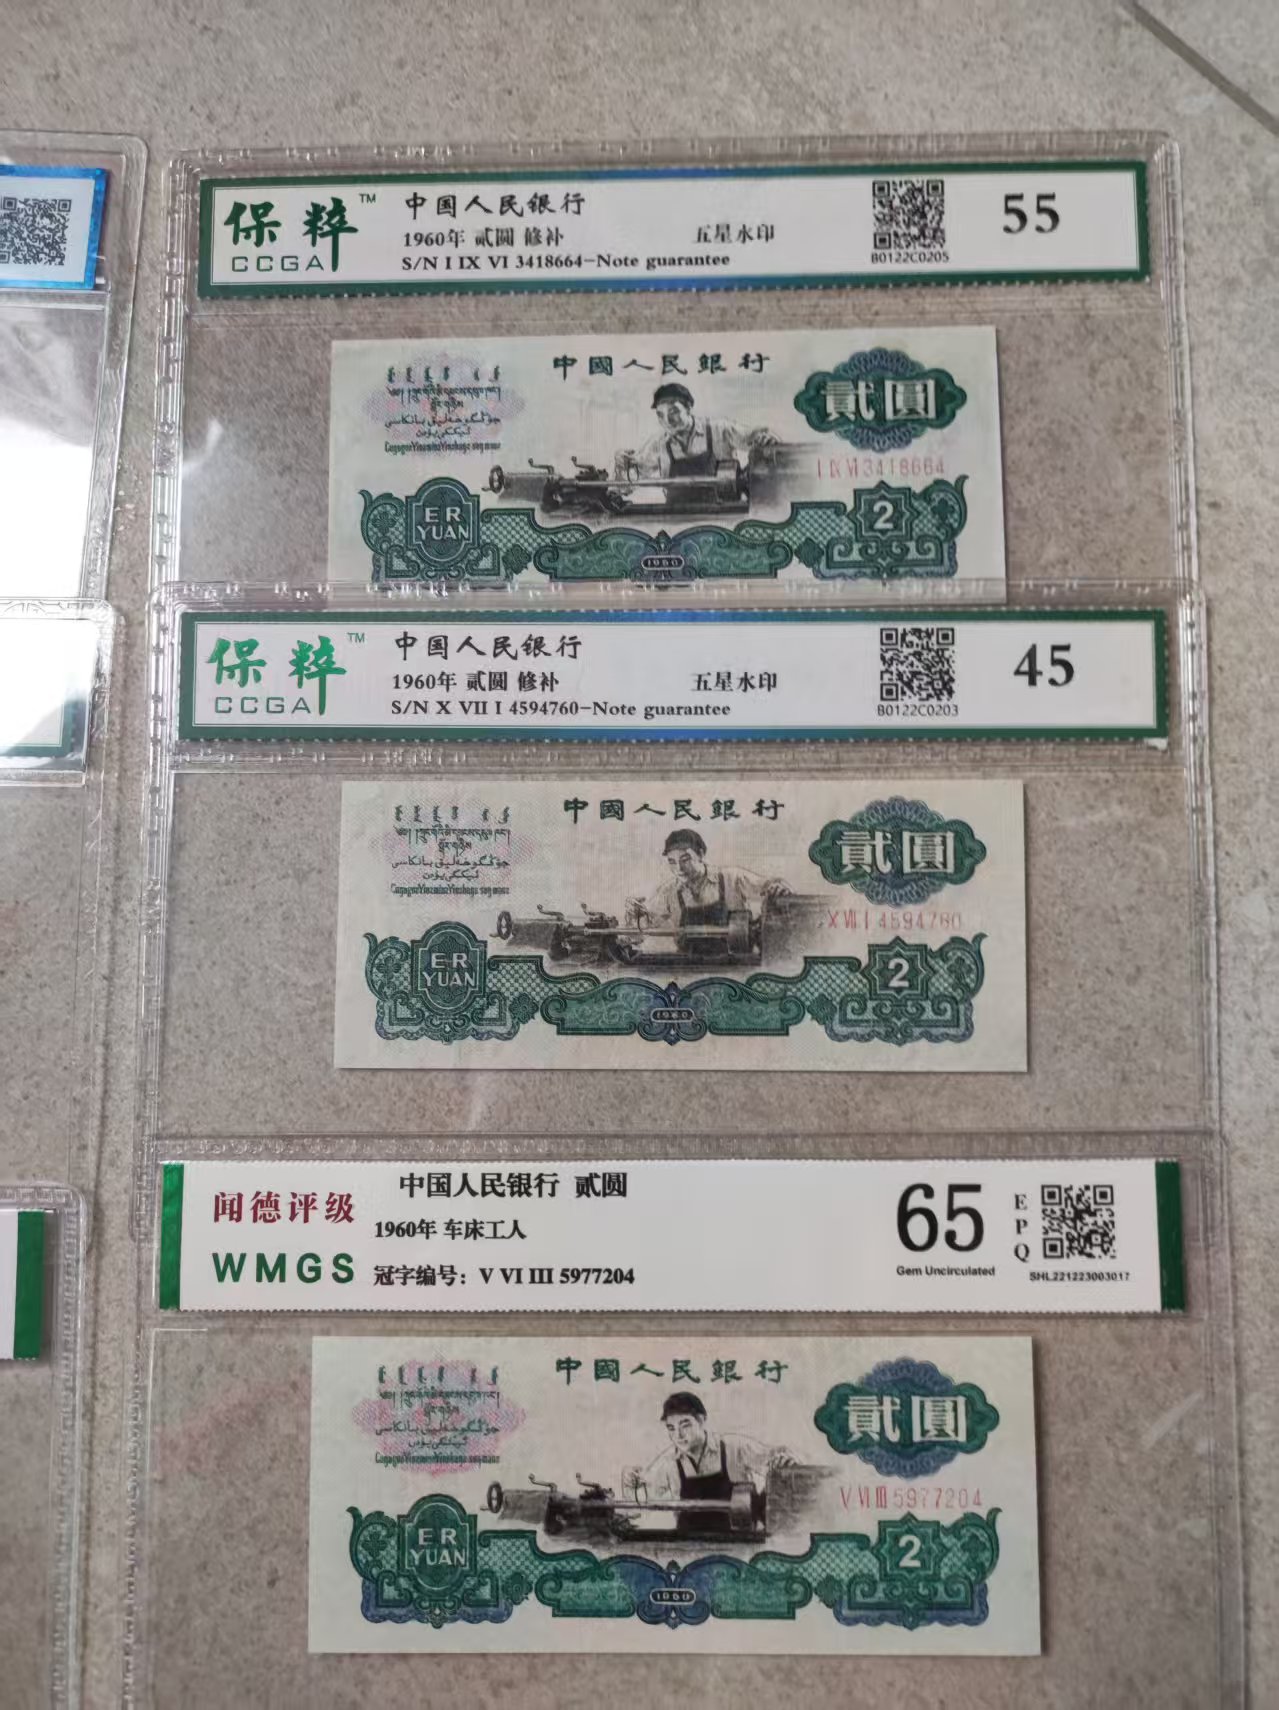 保粹™
CCGA
中国人民银行
1960年 贰圆 修补
五星水印
S/N I IX VI 3418664-Note guarantee
B0122C0205
55
中國人民銀行
貳圓
I IX VI 3418664
ER
YUAN
2
1960
保粹™
CCGA
中国人民银行
1960年 贰圆 修补
五星水印
S/N X VII I 4594760-Note guarantee
B0122C0203
45
中國人民銀行
貳圓
X VII I 4594760
ER
YUAN
2
1960
闻德评级
WMGS
中国人民银行 贰圆
1960年 车床工人
冠字编号：V VI III 5977204
65
Gem Uncirculated
EPQ
SHL221223003017
中國人民銀行
貳圓
V VI III 5977204
ER
YUAN
2
1960